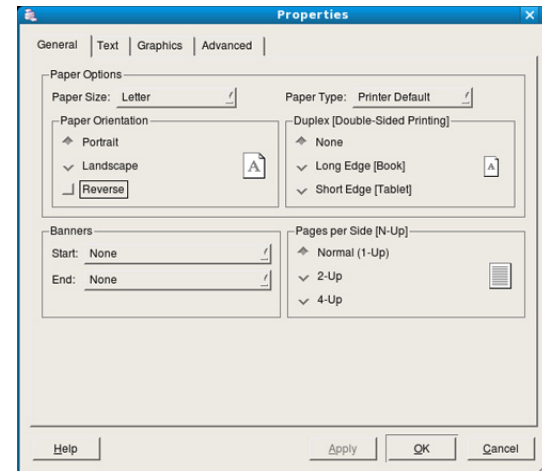 Properties
General Text Graphics Advanced
Paper Options
Paper Size: Letter Paper Type: Printer Default
Paper Orientation
Portrait
Landscape
Reverse
A
Duplex [Double-Sided Printing]
None
Long Edge [Book]
Short Edge [Tablet]
A
Banners
Start: None
End: None
Pages per Side [N-Up]
Normal (1-Up)
2-Up
4-Up
Help Apply OK Cancel